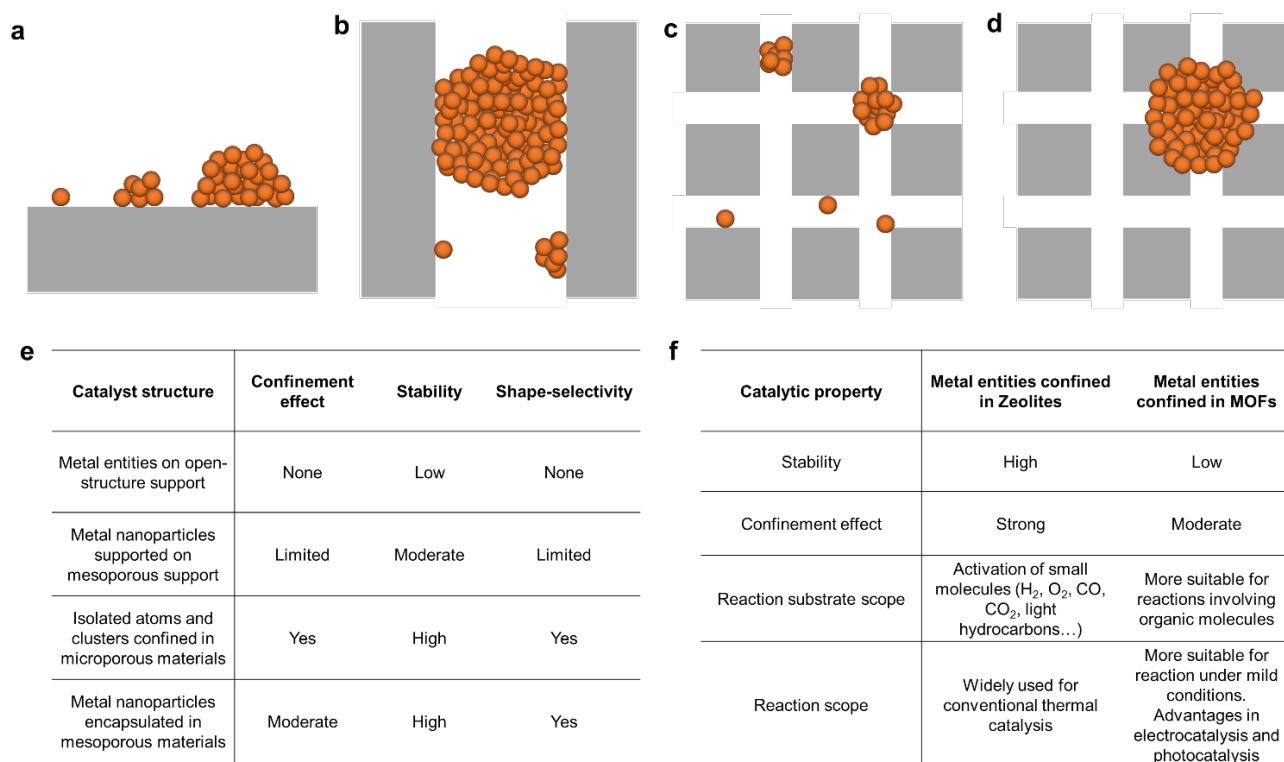 a
b
c
d
e
Catalyst structure
Confinement
effect
Stability
Shape-selectivity
Metal entities on open-
structure support
None
Low
None
Metal nanoparticles
supported on
mesoporous support
Limited
Moderate
Limited
Isolated atoms and
clusters confined in
microporous materials
Yes
High
Yes
Metal nanoparticles
encapsulated in
mesoporous materials
Moderate
High
Yes
f
Catalytic property
Metal entities confined
in Zeolites
Metal entities
confined in MOFs
Stability
High
Low
Confinement effect
Strong
Moderate
Reaction substrate scope
Activation of small
molecules (H₂, O₂, CO,
CO₂, light
hydrocarbons…)
More suitable for
reactions involving
organic molecules
Reaction scope
Widely used for
conventional thermal
catalysis
More suitable for
reaction under mild
conditions.
Advantages in
electrocatalysis and
photocatalysis